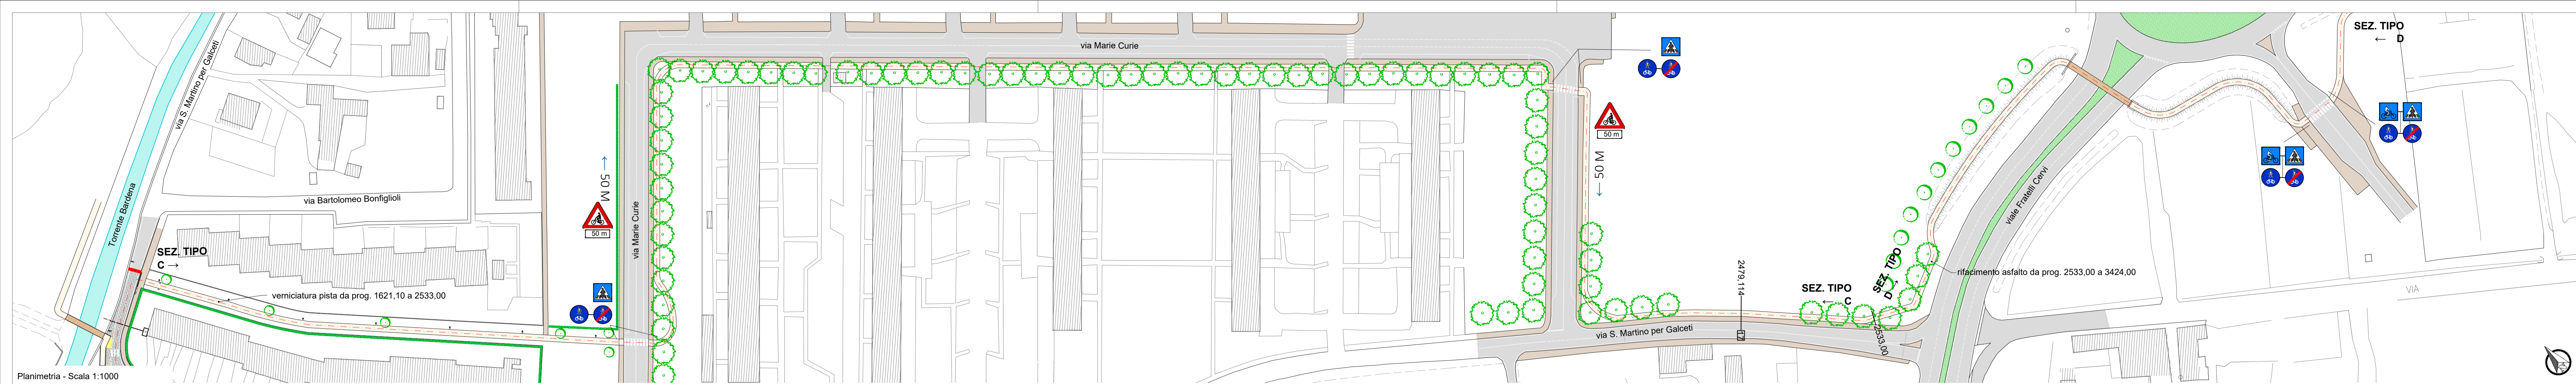 via S. Martino per Galceti
Torrente Bardena
via Bartolomeo Bonfiglioli
SEZ. TIPO
C →
verniciatura pista da prog. 1621,10 a 2533,00
Planimetria - Scala 1:1000
50 M
50 m
via Marie Curie
via Marie Curie
50 m
50 M
2479,114
via S. Martino per Galceti
SEZ. TIPO
← C
SEZ. TIPO
D →
2533,00
rifacimento asfalto da prog. 2533,00 a 3424,00
viale Fratelli Cervi
SEZ. TIPO
← D
VIA